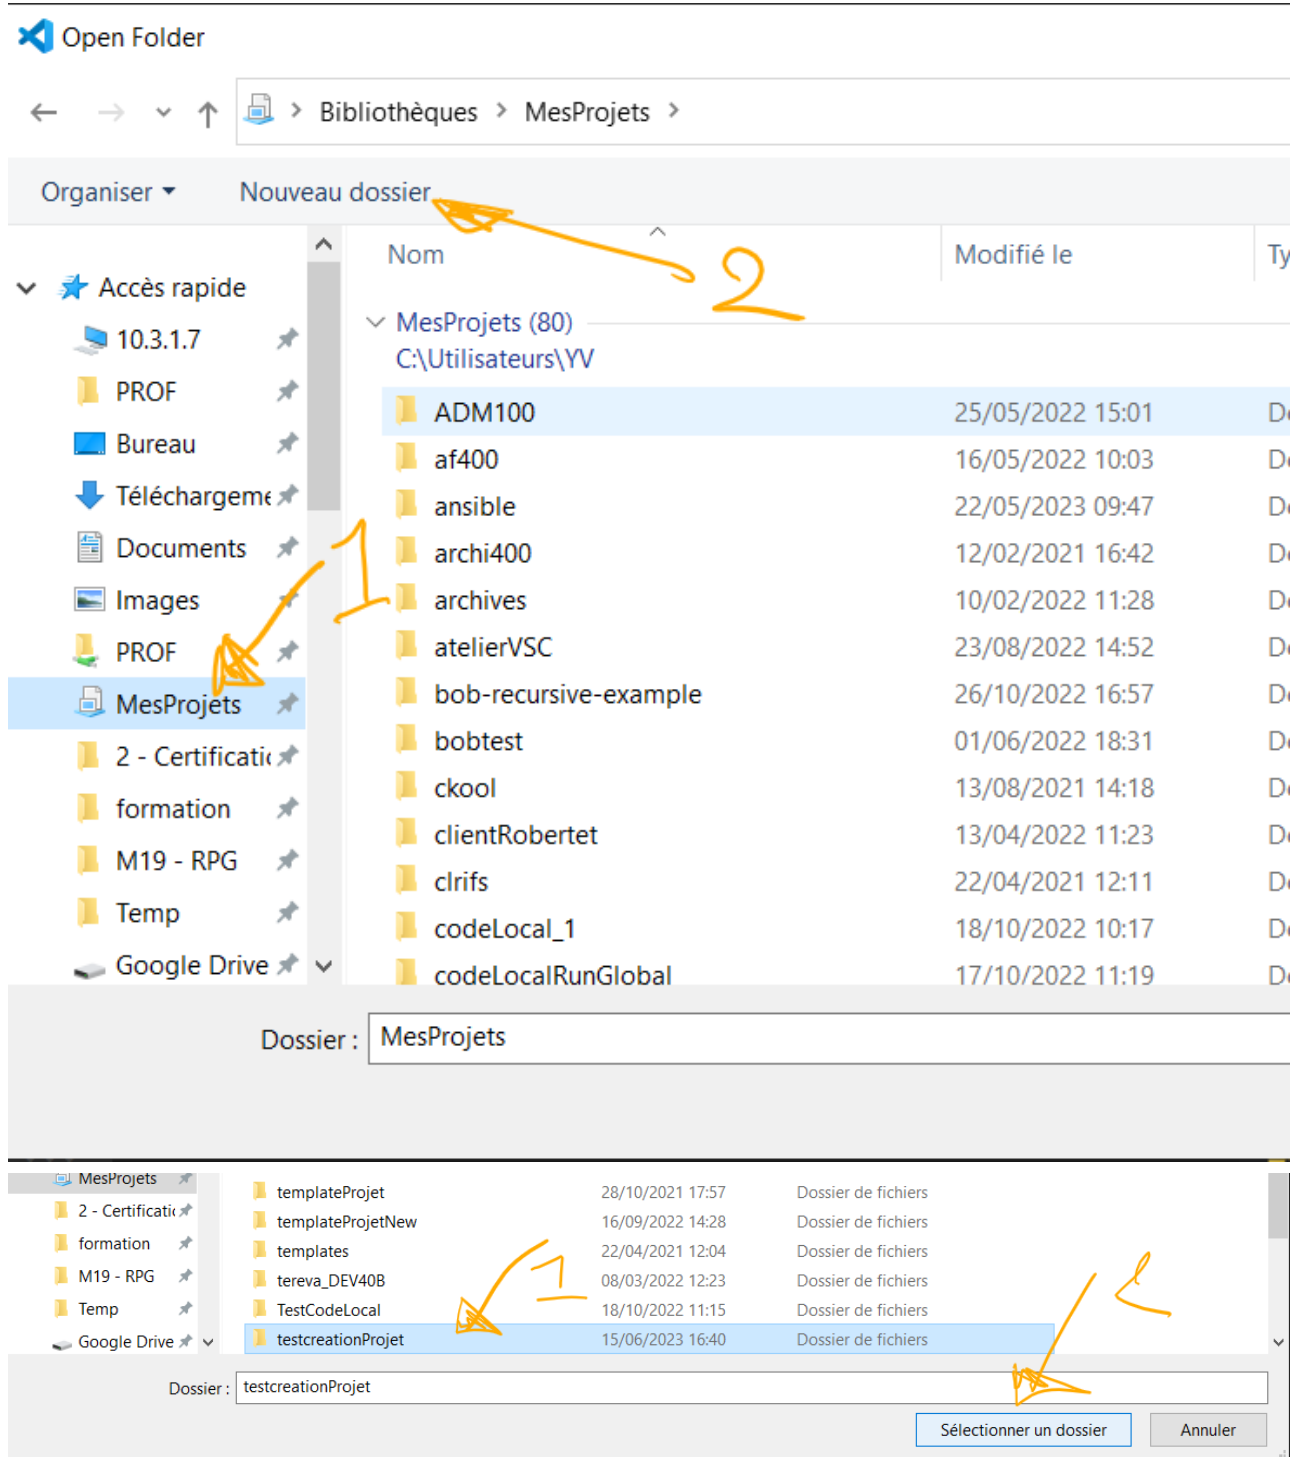 Open Folder
Bibliothèques > MesProjets >
Organiser Nouveau dossier
2
Nom Modifié le Ty
Accès rapide
MesProjets (80)
10.3.1.7
C:\Utilisateurs\YV
PROF
ADM100 25/05/2022 15:01
Bureau
af400 16/05/2022 10:03
Téléchargeme
ansible 22/05/2023 09:47
1
Documents
archi400 12/02/2021 16:42
Images
archives 10/02/2022 11:28
PROF
atelierVSC 23/08/2022 14:52
MesProjets
bob-recursive-example 26/10/2022 16:57
2 - Certificatic
bobtest 01/06/2022 18:31
formation
ckool 13/08/2021 14:18
M19 - RPG
clientRobertet 13/04/2022 11:23
Temp
clrifs 22/04/2021 12:11
Google Drive
codeLocal_1 18/10/2022 10:17
codeLocalRunGlobal 17/10/2022 11:19
Dossier : MesProjets
MesProjets
templateProjet 28/10/2021 17:57 Dossier de fichiers
2 - Certificatic
templateProjetNew 16/09/2022 14:28 Dossier de fichiers
formation
templates 22/04/2021 12:04 Dossier de fichiers
1
M19 - RPG
tereva_DEV40B 08/03/2022 12:23 Dossier de fichiers
Temp
TestCodeLocal 18/10/2022 11:15 Dossier de fichiers
Google Drive
testcreationProjet 15/06/2023 16:40 Dossier de fichiers
Dossier : testcreationProjet
Sélectionner un dossier Annuler